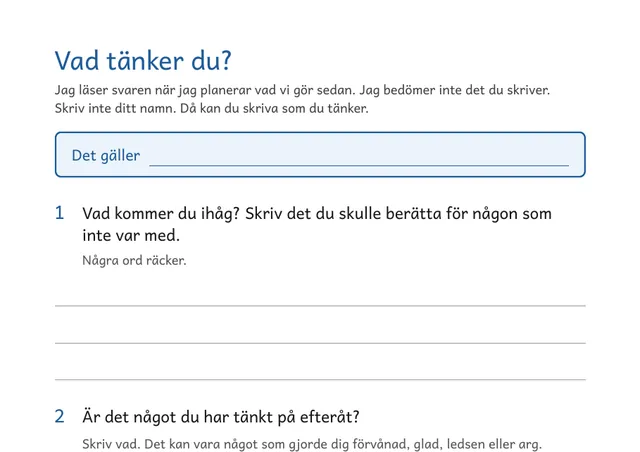 Vad tänker du?
Jag läser svaren när jag planerar vad vi gör sedan. Jag bedömer inte det du skriver.
Skriv inte ditt namn. Då kan du skriva som du tänker.
Det gäller
1 Vad kommer du ihåg? Skriv det du skulle berätta för någon som
inte var med.
Några ord räcker.
2 Är det något du har tänkt på efteråt?
Skriv vad. Det kan vara något som gjorde dig förvånad, glad, ledsen eller arg.